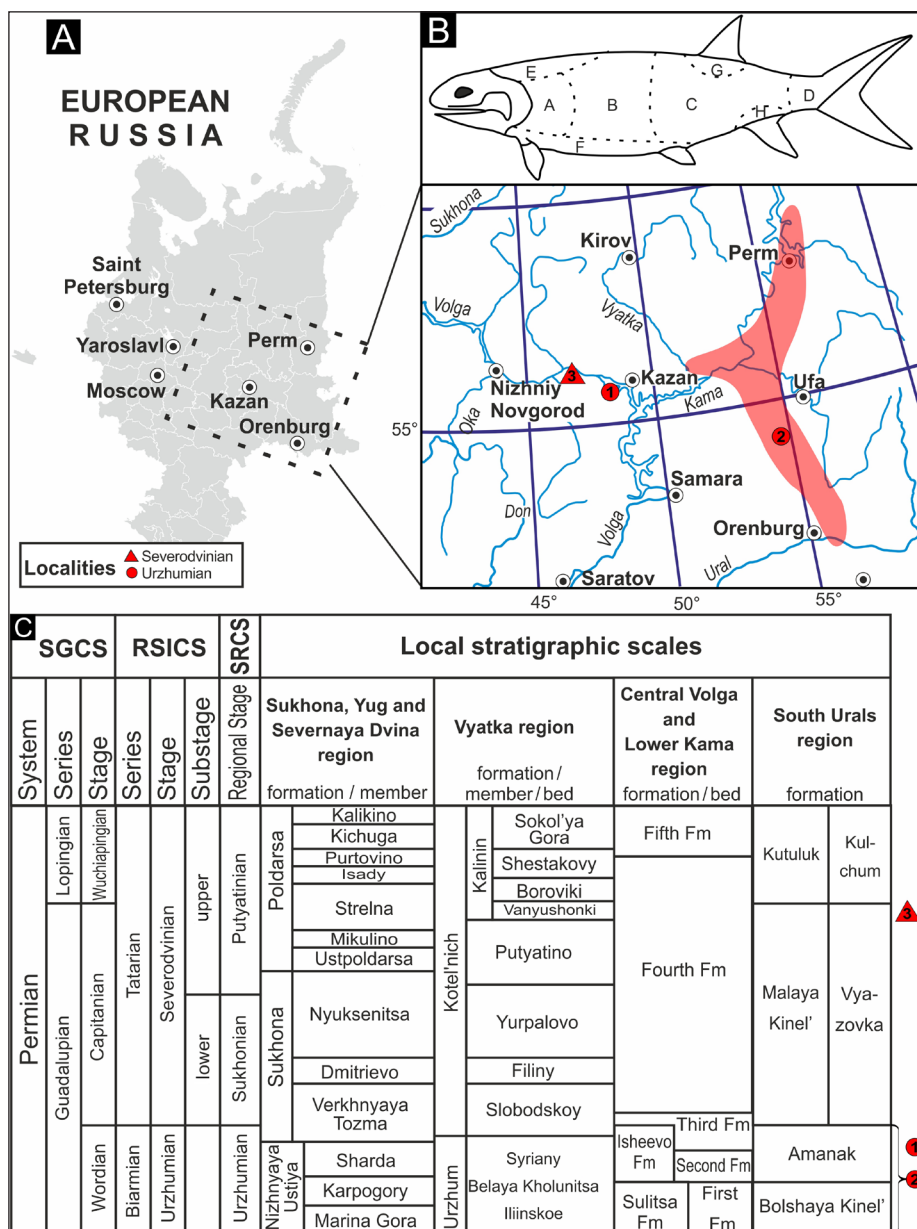 A
EUROPEAN
RUSSIA
Saint
Petersburg
Yaroslavl
Moscow
Perm
Kazan
Orenburg
Localities
Severodvinian
Urzhumian
B
E
A
B
C
D
G
H
F
Sukhona
Kirov
Perm
Volga
Vyatka
3
1
Kazan
Nizhniy
Novgorod
Oka
Kama
Ufa
2
55°
Samara
Don
Volga
Orenburg
Ural
Saratov
45°
50°
55°
C
SGCS
RSICS
SRCS
Local stratigraphic scales
System
Series
Stage
Series
Stage
Substage
Regional Stage
Sukhona, Yug and
Severnaya Dvina
region
formation / member
Vyatka region
formation/
member/bed
Central Volga
and
Lower Kama
region
formation/bed
South Urals
region
formation
Permian
Lopingian
Guadalupian
Wuchiapingian
Capitanian
Wordian
Tatarian
Biarmian
Severodvinian
Urzhumian
upper
lower
Putyatinian
Sukhonian
Urzhumian
Poldarsa
Kalikino
Kichuga
Purtovino
Isady
Strelna
Mikulino
Ustpoldarsa
Sukhona
Nyuksenitsa
Dmitrievo
Verkhnyaya
Tozma
Nizhnyaya
Ustiya
Sharda
Karpogory
Marina Gora
Kotel'nich
Kalinin
Sokol'ya
Gora
Shestakovy
Boroviki
Vanyushonki
Putyatino
Yurpalovo
Filiny
Slobodskoy
Urzhum
Syriany
Belaya Kholunitsa
Iliinskoe
Fifth Fm
Fourth Fm
Third Fm
Isheevo
Fm
Second Fm
Sulitsa
Fm
First
Fm
Kutuluk
Kul-
chum
Malaya
Kinel'
Vya-
zovka
Amanak
Bolshaya Kinel'
3
1
2